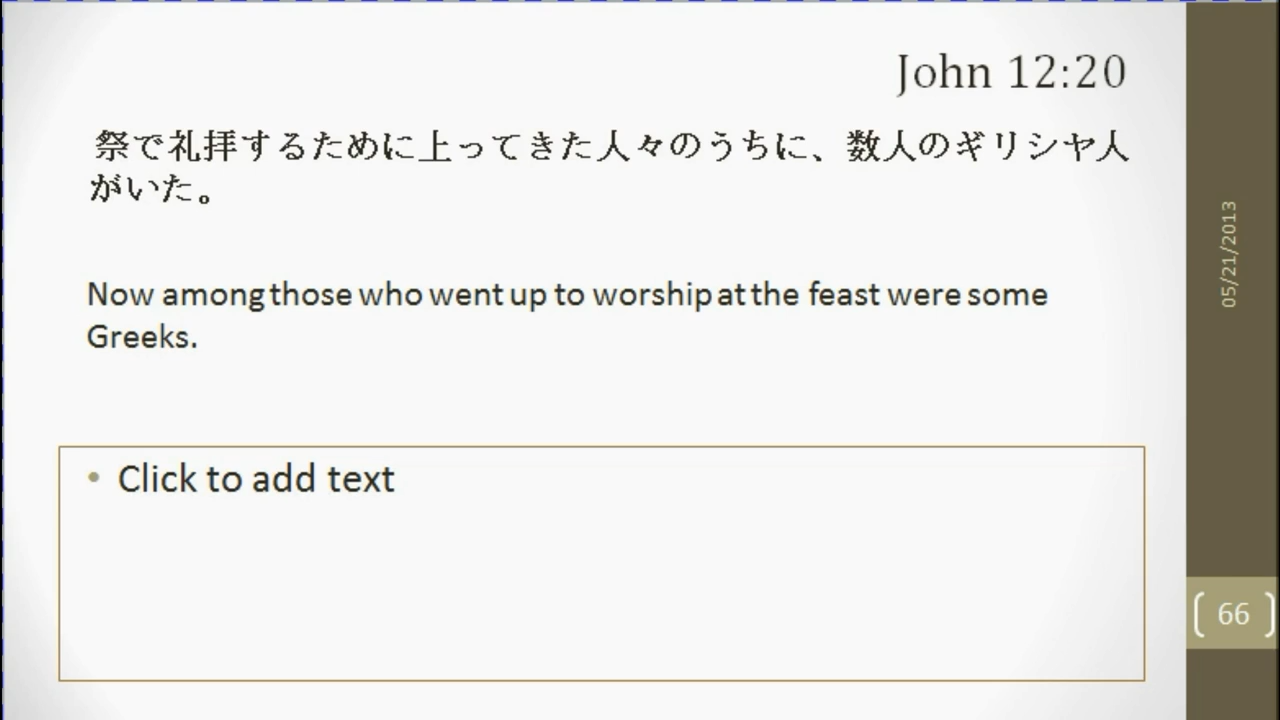 John 12:20
祭で礼拝するために上ってきた人々のうちに、数人のギリシヤ人
がいた。
Now among those who went up to worship at the feast were some
Greeks.
• Click to add text
05/21/2013
66